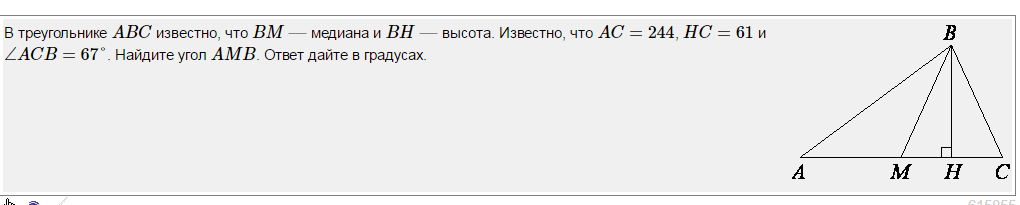 В треугольнике ABC известно, что BM — медиана и BH — высота. Известно, что AC = 244, HC = 61 и
∠ACB = 67°. Найдите угол AMB. Ответ дайте в градусах.
B
A M H C